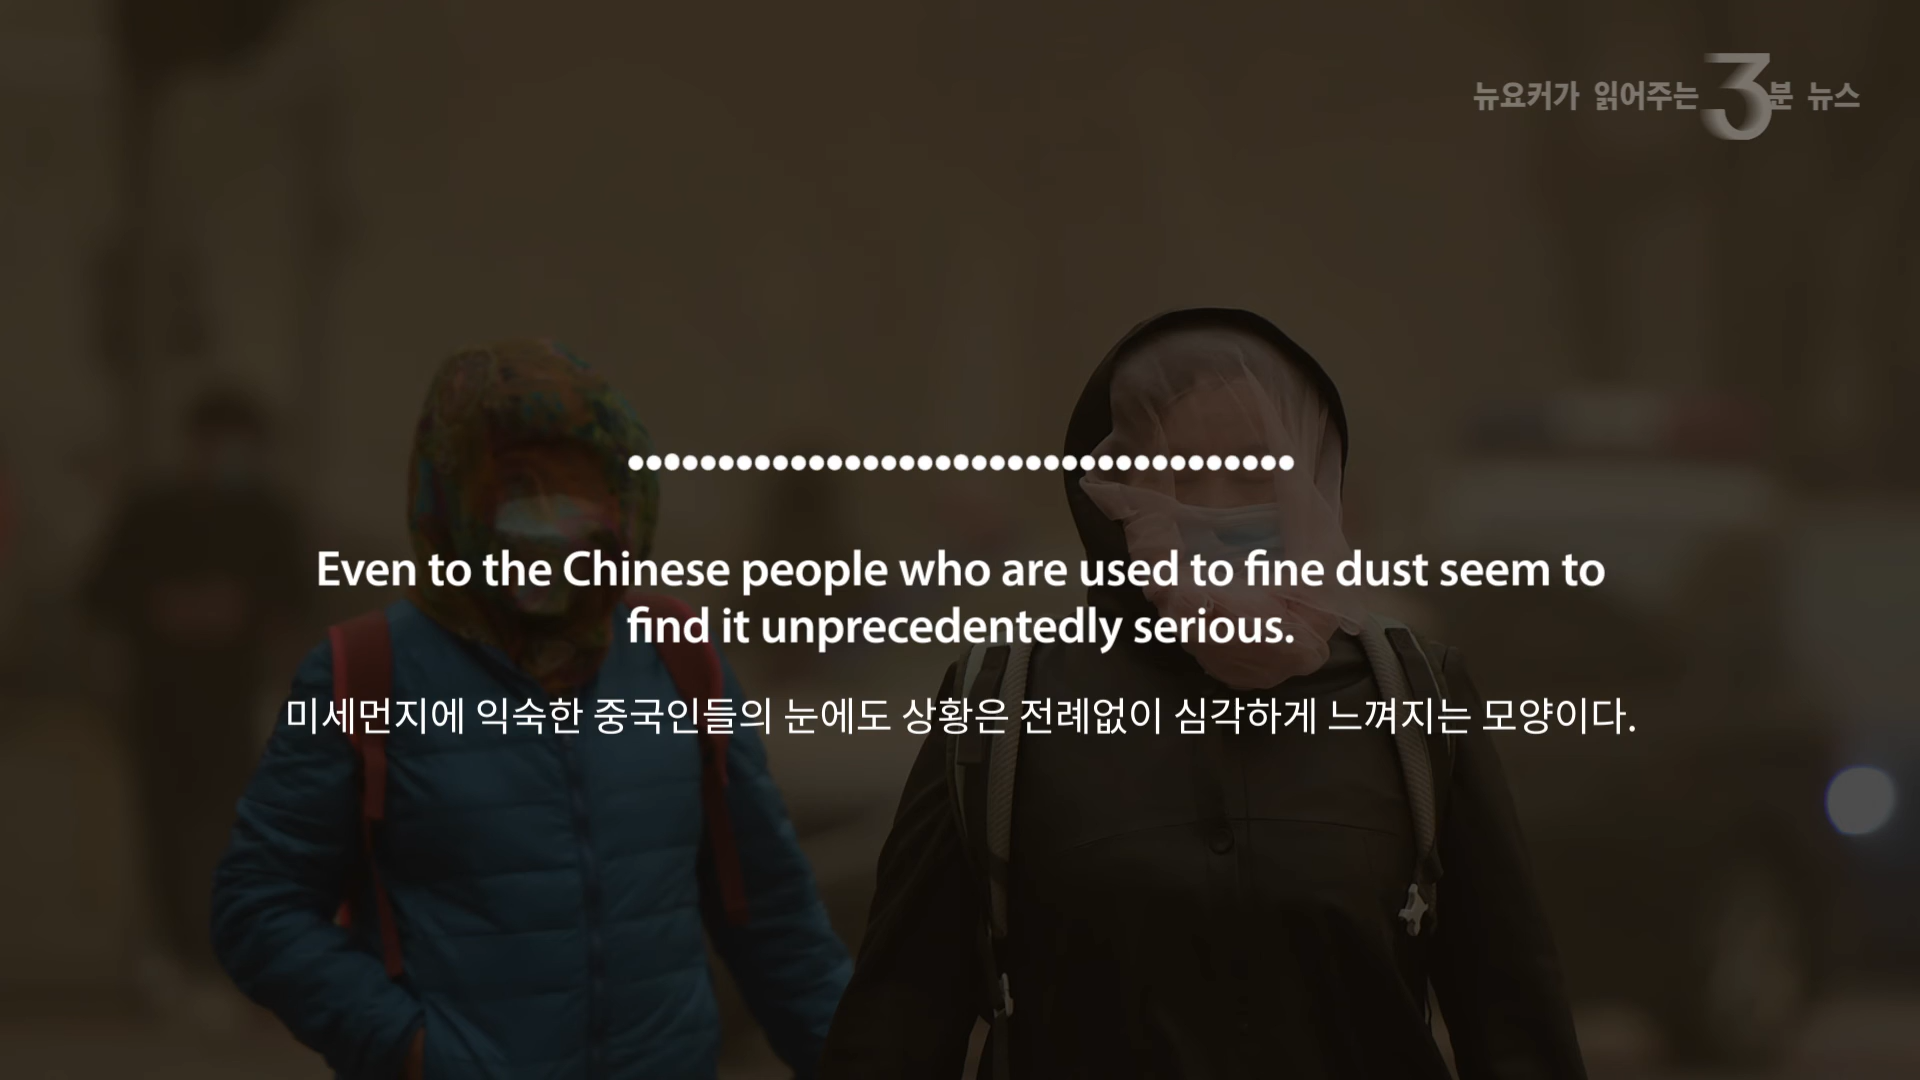 뉴요커가 읽어주는 3분 뉴스
Even to the Chinese people who are used to fine dust seem to
find it unprecedentedly serious.
미세먼지에 익숙한 중국인들의 눈에도 상황은 전례없이 심각하게 느껴지는 모양이다.